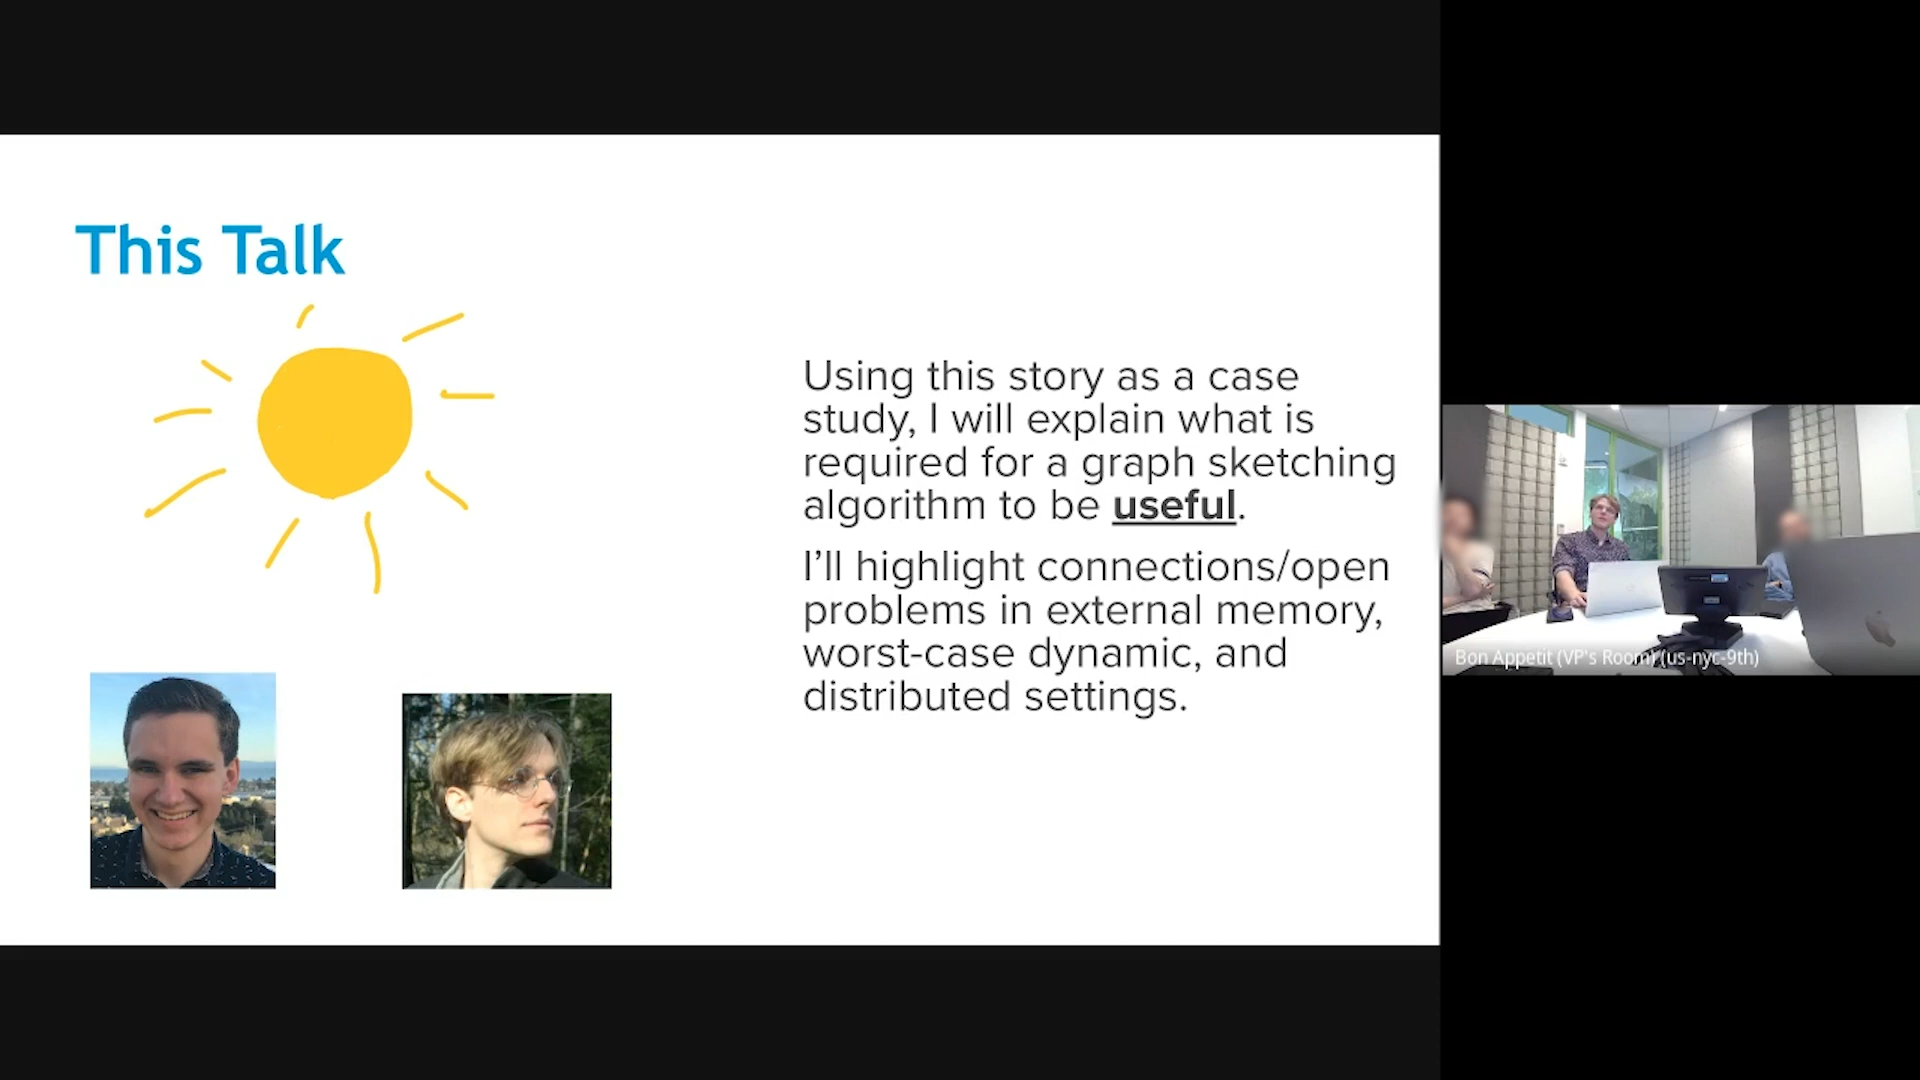 This Talk
Using this story as a case
study, I will explain what is
required for a graph sketching
algorithm to be useful.
I’ll highlight connections/open
problems in external memory,
worst-case dynamic, and
distributed settings.
Bon Appetit (VP's Room) (us-nyc-9th)